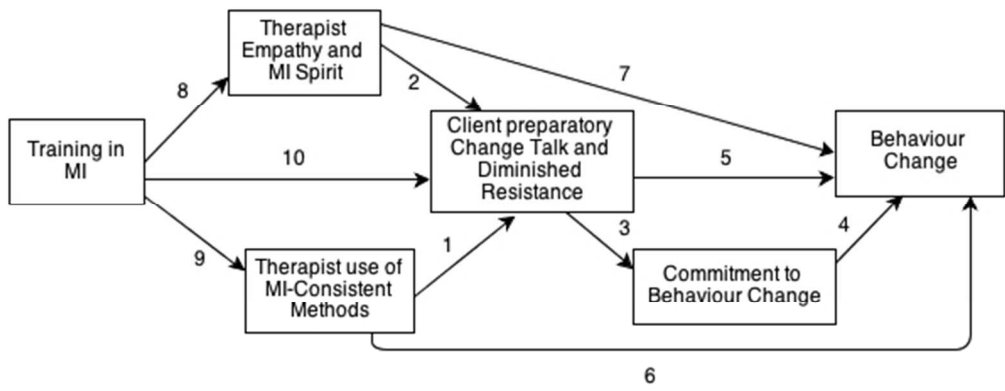 Therapist
Empathy and
MI Spirit
7
2
8
Training in
MI
Client preparatory
Change Talk and
Diminished
Resistance
Behaviour
Change
10
5
9
Therapist use of
MI-Consistent
Methods
1
3
4
Commitment to
Behaviour Change
6